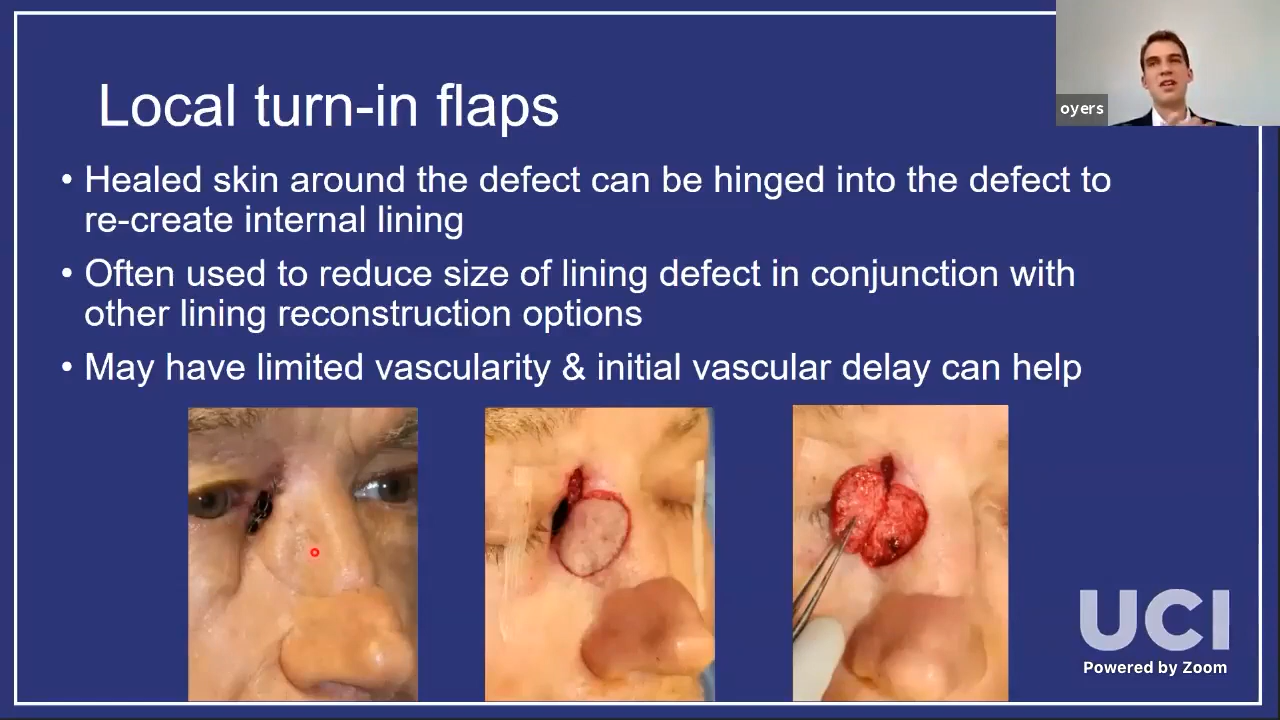 oyers
Local turn-in flaps
• Healed skin around the defect can be hinged into the defect to
re-create internal lining
• Often used to reduce size of lining defect in conjunction with
other lining reconstruction options
• May have limited vascularity & initial vascular delay can help
UCI
Powered by Zoom